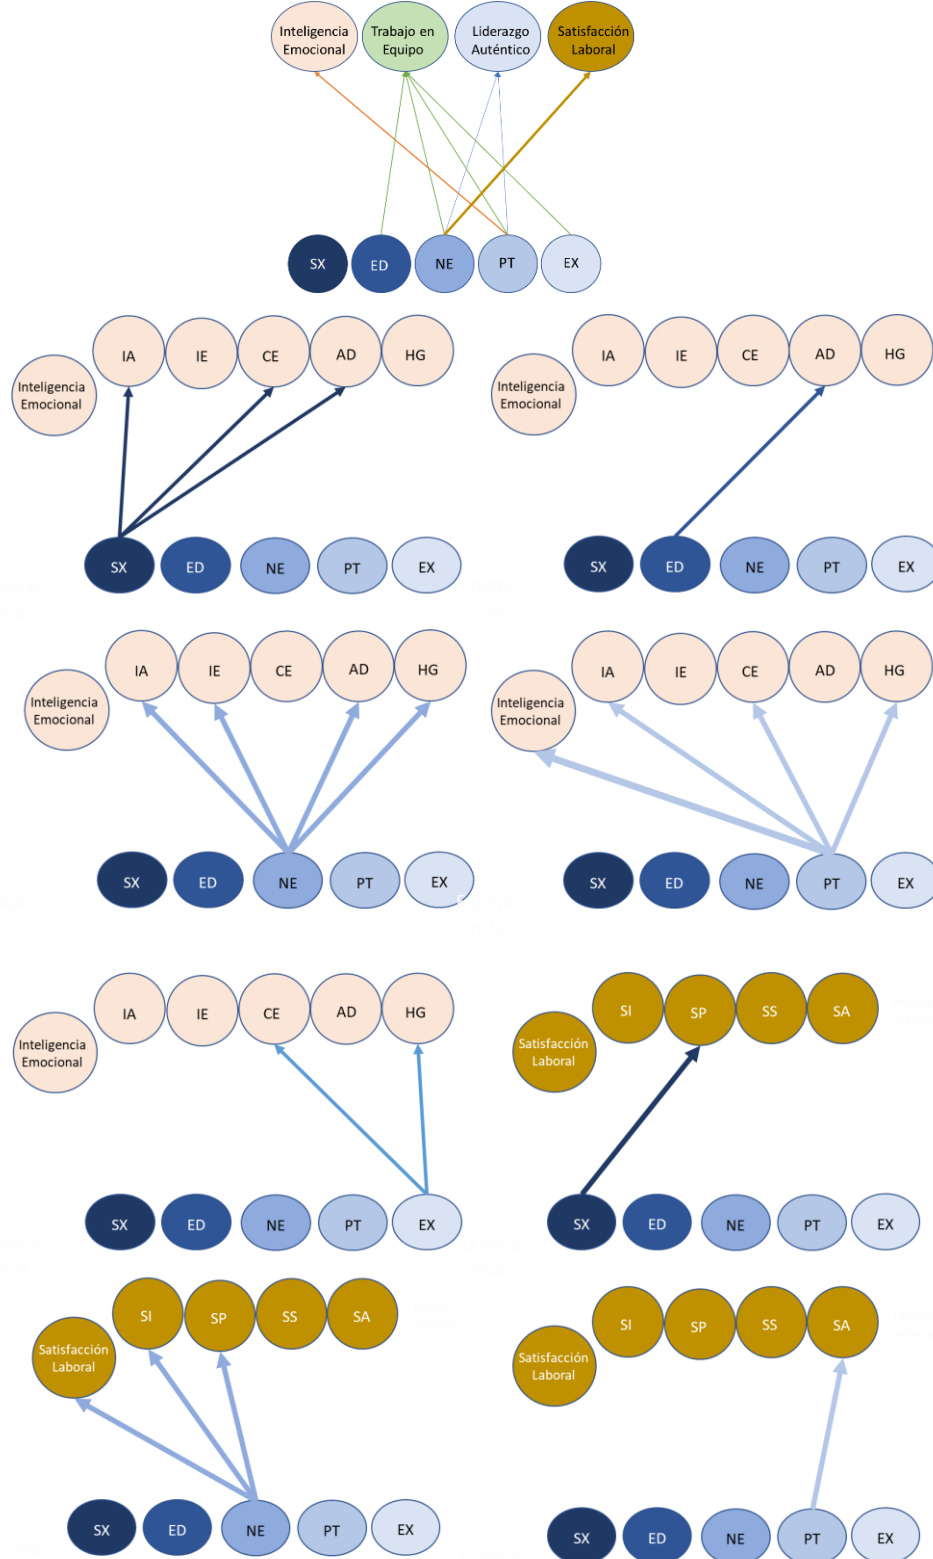 Inteligencia
Emocional
Trabajo en
Equipo
Liderazgo
Auténtico
Satisfacción
Laboral
SX ED NE PT EX
IA IE CE AD HG
Inteligencia
Emocional
SX ED NE PT EX
IA IE CE AD HG
Inteligencia
Emocional
SX ED NE PT EX
IA IE CE AD HG
Inteligencia
Emocional
SX ED NE PT EX
IA IE CE AD HG
Inteligencia
Emocional
SX ED NE PT EX
IA IE CE AD HG
Inteligencia
Emocional
SX ED NE PT EX
SI SP SS SA
Satisfacción
Laboral
SX ED NE PT EX
SI SP SS SA
Satisfacción
Laboral
SX ED NE PT EX
SI SP SS SA
Satisfacción
Laboral
SX ED NE PT EX